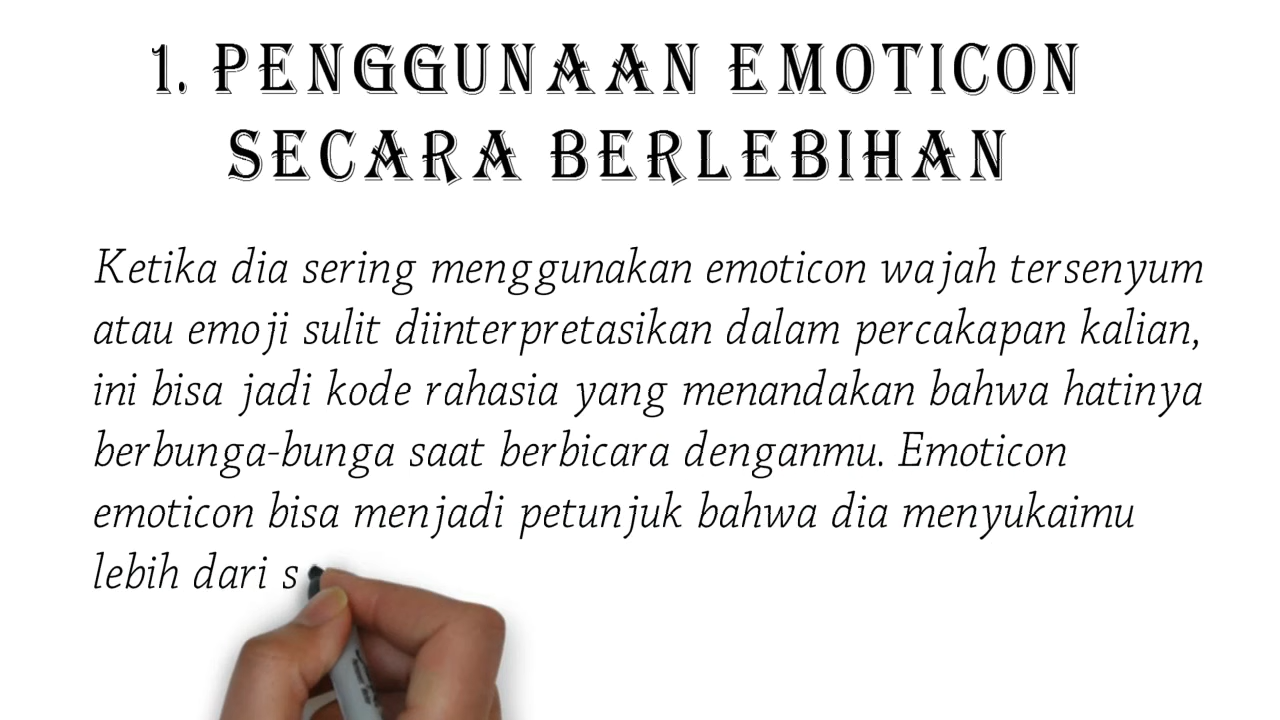 1. PENGGUNAAN EMOTICON
SECARA BERLEBIHAN
Ketika dia sering menggunakan emoticon wajah tersenyum
atau emoji sulit diinterpretasikan dalam percakapan kalian,
ini bisa jadi kode rahasia yang menandakan bahwa hatinya
berbunga-bunga saat berbicara denganmu. Emoticon
emoticon bisa menjadi petunjuk bahwa dia menyukaimu
lebih dari s